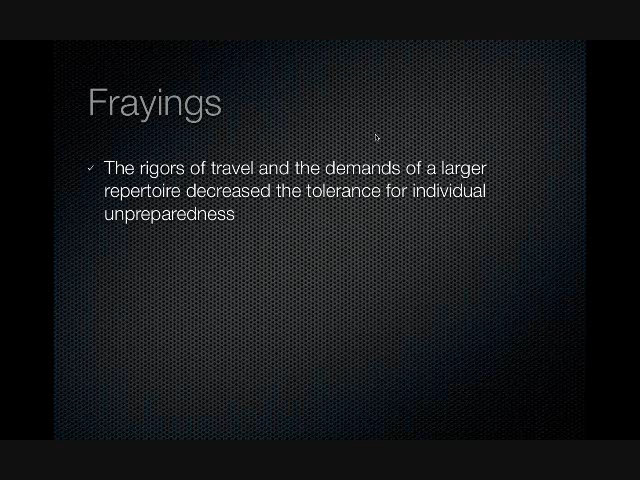 Frayings
The rigors of travel and the demands of a larger
repertoire decreased the tolerance for individual
unpreparedness